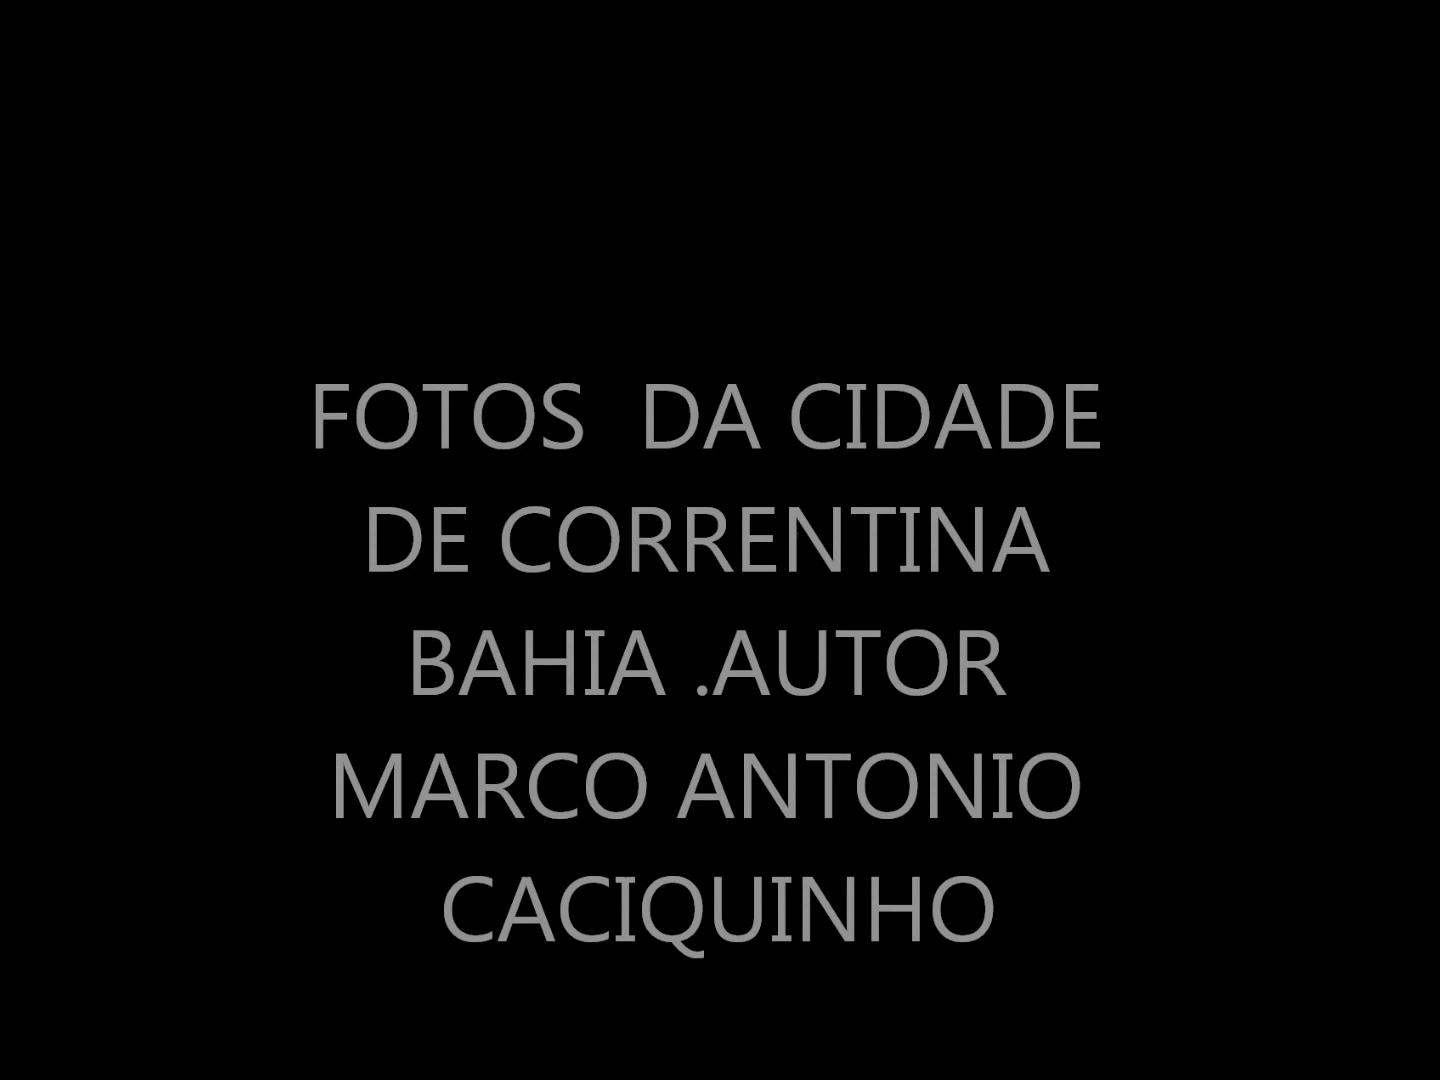 FOTOS  DA CIDADE
DE CORRENTINA
BAHIA .AUTOR
MARCO ANTONIO
CACIQUINHO